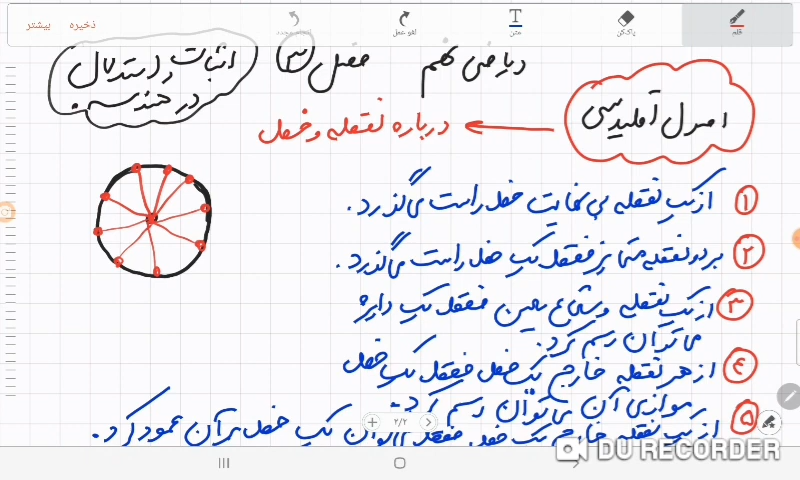 ذخیره
بیشتر
انجام مجدد
لغو عمل
متن
پاک‌کن
قلم
ریاضی نهم
فصل ۳
اثبات و استدلال
در هندسه
اصول اقلیدسی
درباره نقطه و خط
۱ از یک نقطه بی نهایت خط راست می‌گذرد.
۲ بر دو نقطه متمایز فقط یک خط راست می‌گذرد.
۳ از یک نقطه و شعاع معین فقط یک دایره
می توان رسم کرد.
۴ از هر نقطه خارج یک خط فقط یک خط
موازی آن می توان رسم کرد.
۵ از یک نقطه خارج یک خط فقط می‌توان یک خط بر آن عمود کرد.
۲/۲
DU RECORDER